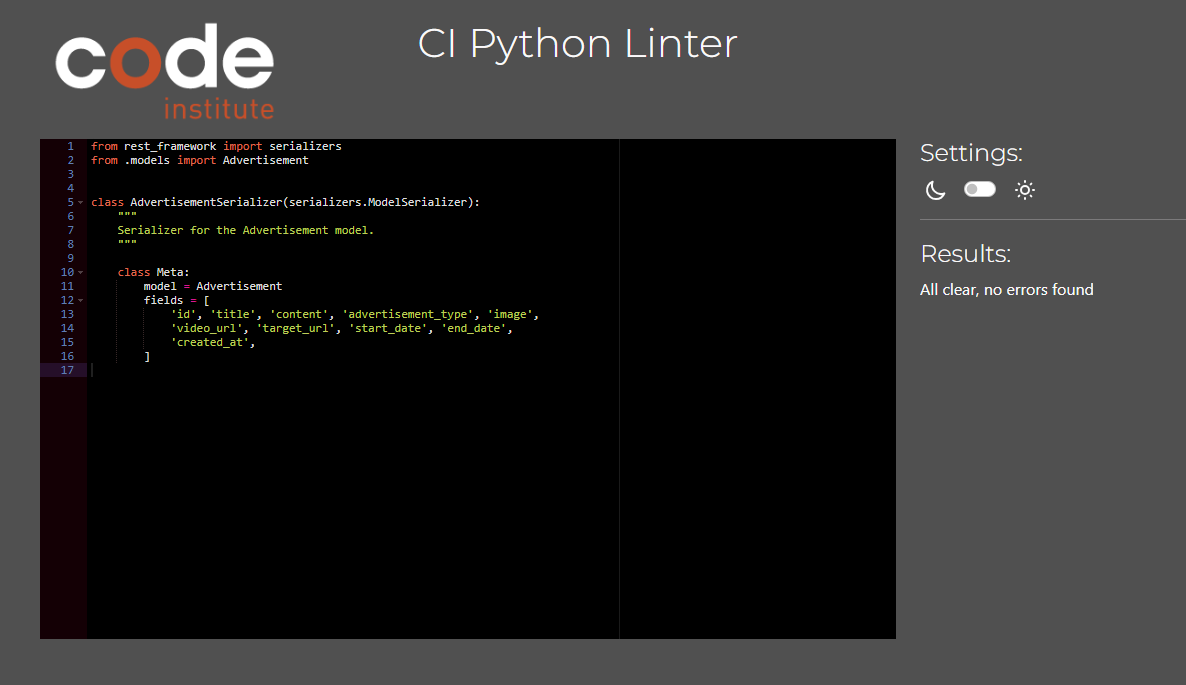 code
institute
CI Python Linter
1 from rest_framework import serializers
2 from .models import Advertisement
3
4
5 class AdvertisementSerializer(serializers.ModelSerializer):
6     """
7     Serializer for the Advertisement model.
8     """
9
10     class Meta:
11         model = Advertisement
12         fields = [
13             'id', 'title', 'content', 'advertisement_type', 'image',
14             'video_url', 'target_url', 'start_date', 'end_date',
15             'created_at',
16         ]
17
Settings:
Results:
All clear, no errors found